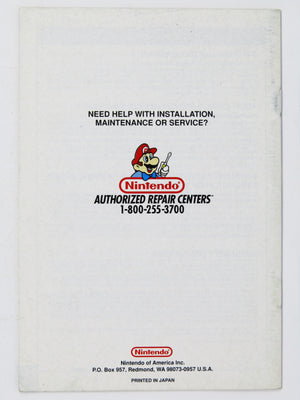 NEED HELP WITH INSTALLATION,
MAINTENANCE OR SERVICE?
Nintendo
AUTHORIZED REPAIR CENTERS™
1-800-255-3700
Nintendo
Nintendo of America Inc.
P.O. Box 957, Redmond, WA 98073-0957 U.S.A.
PRINTED IN JAPAN